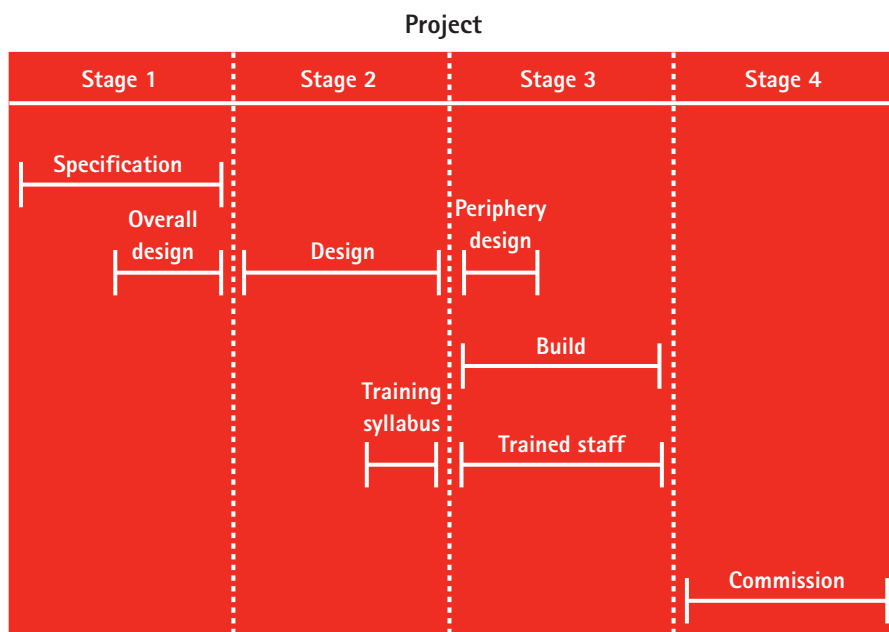 Project
Stage 1 Stage 2 Stage 3 Stage 4
Specification
Overall
design
Design
Periphery
design
Build
Training
syllabus
Trained staff
Commission